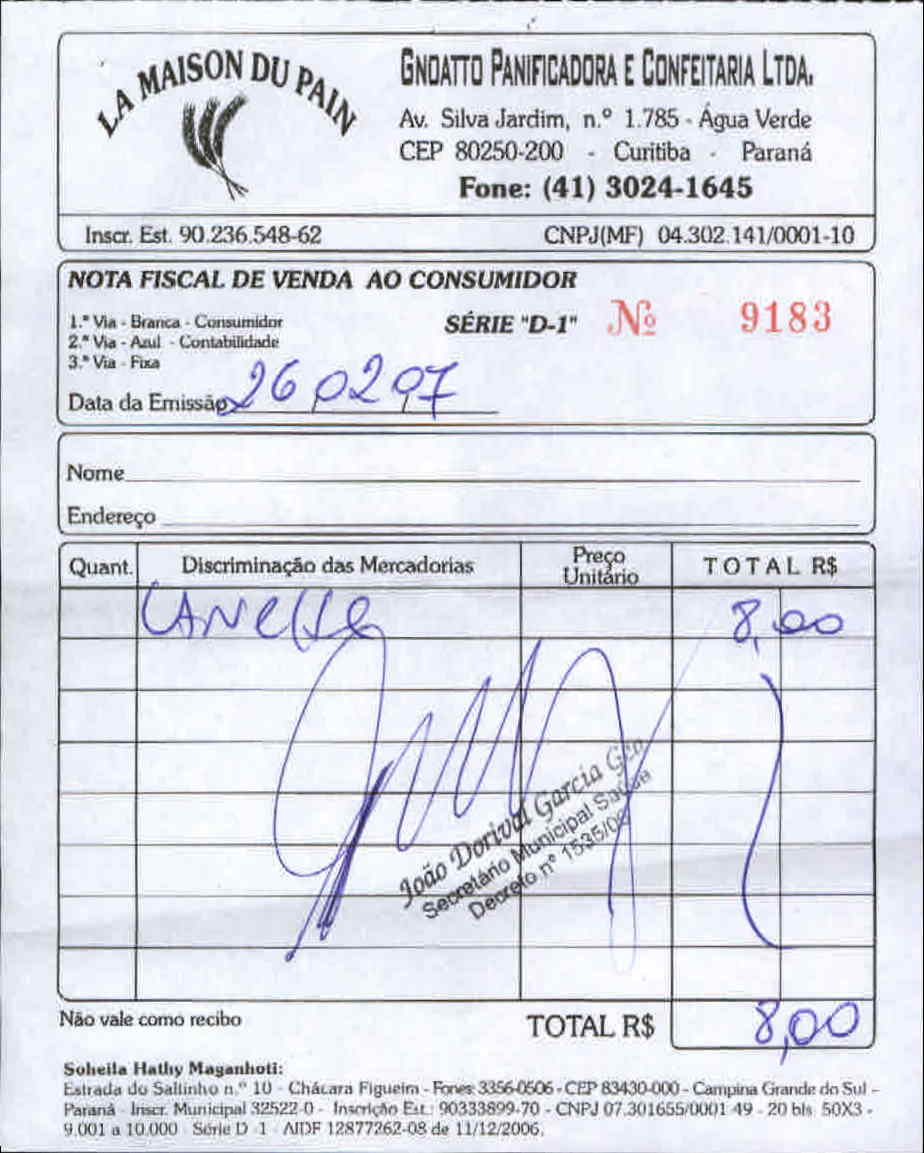 LA MAISON DU PAIN
GNOATTO PANIFICADORA E CONFEITARIA LTDA.
Av. Silva Jardim, n.º 1.785 - Água Verde
CEP 80250-200 - Curitiba - Paraná
Fone: (41) 3024-1645
Inscr. Est. 90.236.548-62 CNPJ(MF) 04.302.141/0001-10
NOTA FISCAL DE VENDA AO CONSUMIDOR
1.ª Via - Branca - Consumidor
SÉRIE "D-1" Nº 9183
2.ª Via - Azul - Contabilidade
3.ª Via - Fixa
Data da Emissão 26 02 07
Nome
Endereço
Quant. Discriminação das Mercadorias Preço Unitário TOTAL R$
8,00
João Dorival Garcia
Secretário Municipal Saúde
Decreto nº 1535/06
Não vale como recibo
TOTAL R$ 8,00
Soheila Hathy Maganhoti:
Estrada do Saltinho n.º 10 - Chácara Figueira - Fones: 3356-0506 - CEP 83430-000 - Campina Grande do Sul -
Paraná - Inscr. Municipal 32522-0 - Inscrição Est.: 90333899-70 - CNPJ 07.301655/0001-49 - 20 bls. 50X3 -
9.001 a 10.000 - Série D-1 - AIDF 12877262-08 de 11/12/2006.